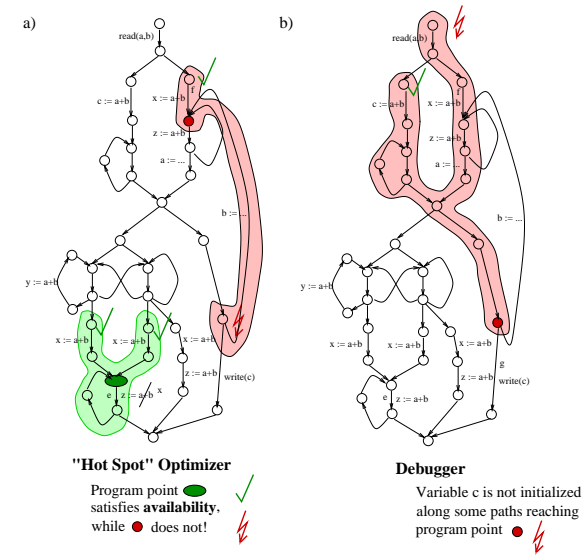 a)
read(a,b)
f
c := a+b
x := a+b
z := a+b
a := ...
b := ...
y := a+b
x := a+b
x := a+b
x := a+b
z := a+b
e
z := a+b
x
write(c)
"Hot Spot" Optimizer
Program point
satisfies availability,
while does not!
b)
read(a,b)
f
c := a+b
x := a+b
z := a+b
a := ...
b := ...
y := a+b
x := a+b
x := a+b
x := a+b
g
z := a+b
write(c)
e
z := a+b
Debugger
Variable c is not initialized
along some paths reaching
program point